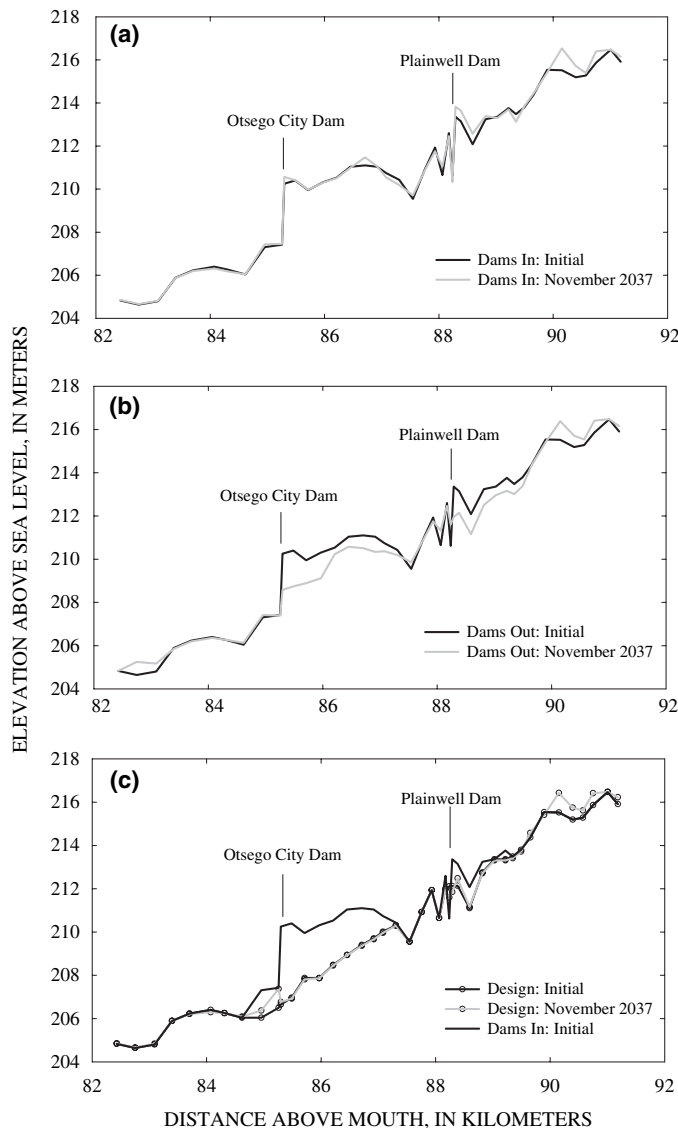 ELEVATION ABOVE SEA LEVEL, IN METERS
(a)
218
216
214
212
210
208
206
204
Plainwell Dam
Otsego City Dam
Dams In: Initial
Dams In: November 2037
82 84 86 88 90 92
(b)
218
216
214
212
210
208
206
204
Plainwell Dam
Otsego City Dam
Dams Out: Initial
Dams Out: November 2037
82 84 86 88 90 92
(c)
218
216
214
212
210
208
206
204
Plainwell Dam
Otsego City Dam
Design: Initial
Design: November 2037
Dams In: Initial
82 84 86 88 90 92
DISTANCE ABOVE MOUTH, IN KILOMETERS